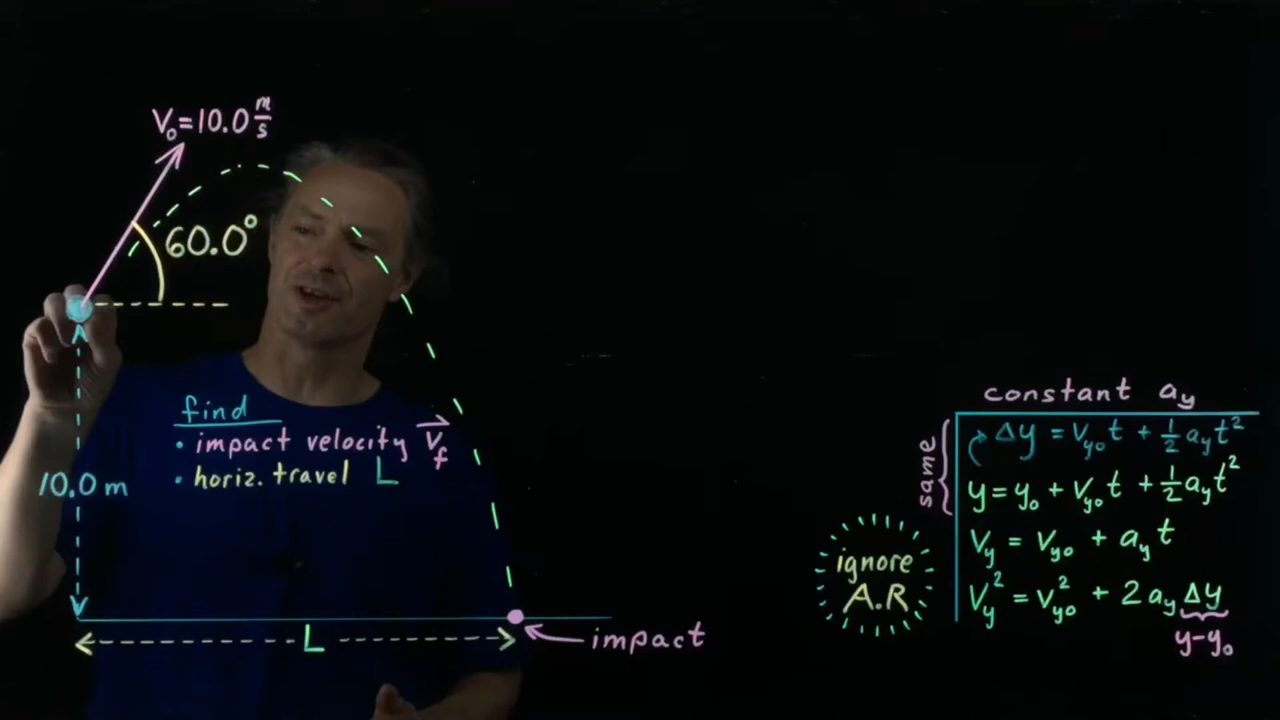 V₀=10.0 m/s
60.0°
find
• impact velocity V⃗f
• horiz. travel L
10.0 m
L
impact
constant ay
same
Δy = Vy₀t + ½ayt²
y = y₀ + Vy₀t + ½ayt²
Vy = Vy₀ + ayt
Vy² = Vy₀² + 2ayΔy
y-y₀
ignore
A.R